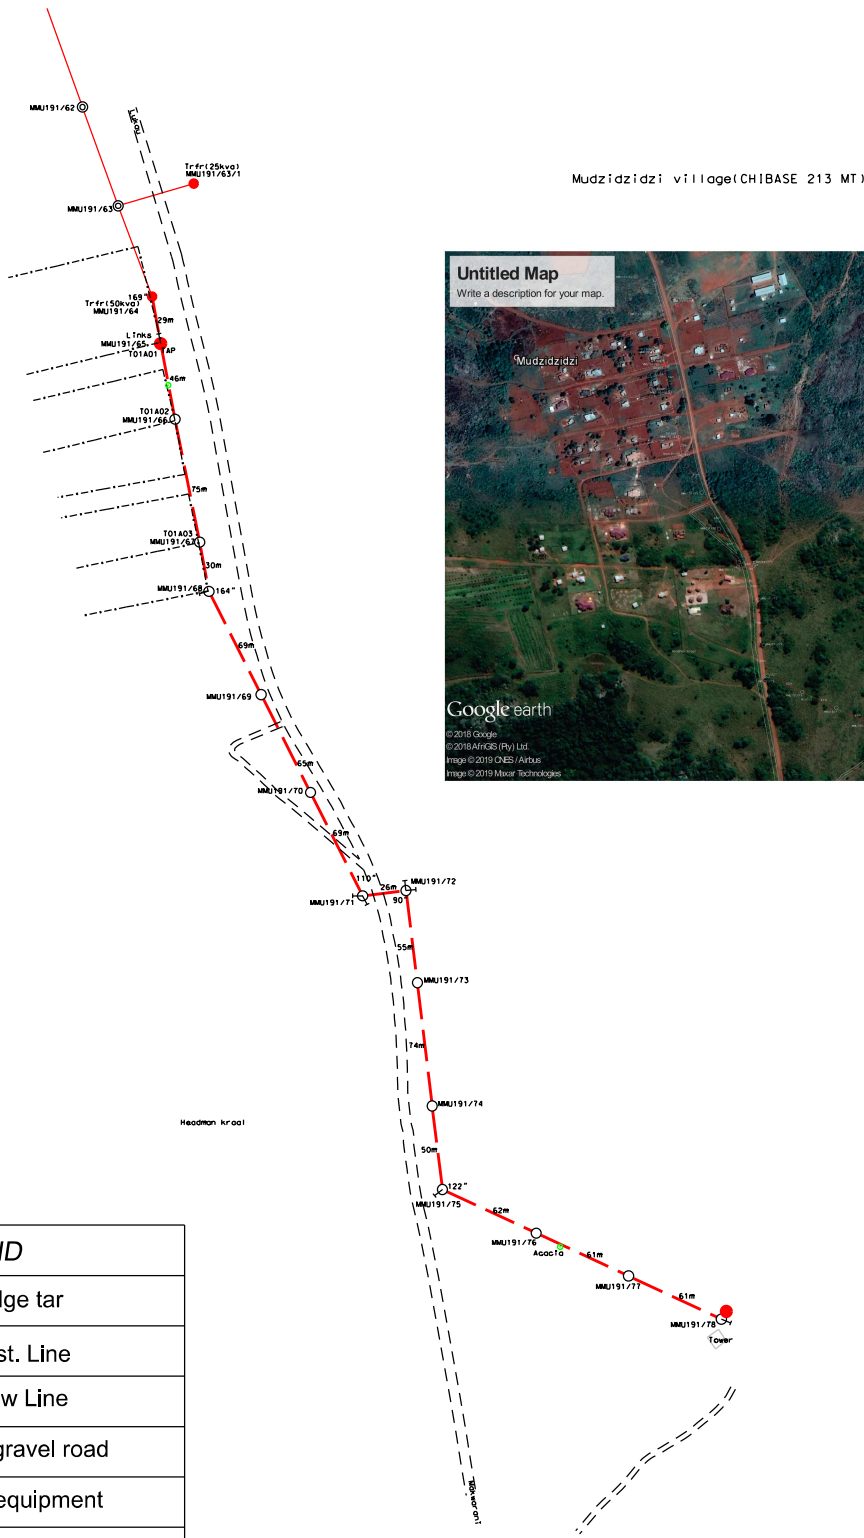 Lukau
MMU191/62
Trfr(25kva)
MMU191/63/1
Mudzidzidzi village(CHIBASE 213 MT)
MMU191/63
Untitled Map
Write a description for your map.
169°
Trfr(50kva)
MMU191/64
29m
Links
MMU191/65
T01A01
AP
Mudzidzidzi
46m
T01A02
MMU191/66
75m
T01A03
MMU191/67
30m
MMU191/68
164°
69m
MMU191/69
Google earth
© 2018 Google
© 2018 AfriGIS (Pty) Ltd.
Image © 2019 CNES / Airbus
Image © 2019 Maxar Technologies
65m
MMU191/70
69m
110°
26m
MMU191/72
MMU191/71
90°
55m
MMU191/73
74m
MMU191/74
Headman kraal
50m
122°
MMU191/75
62m
MMU191/76
Acacia
61m
MMU191/77
61m
MMU191/78
Tower
ND
dge tar
st. Line
w Line
gravel road
equipment
Makwarani